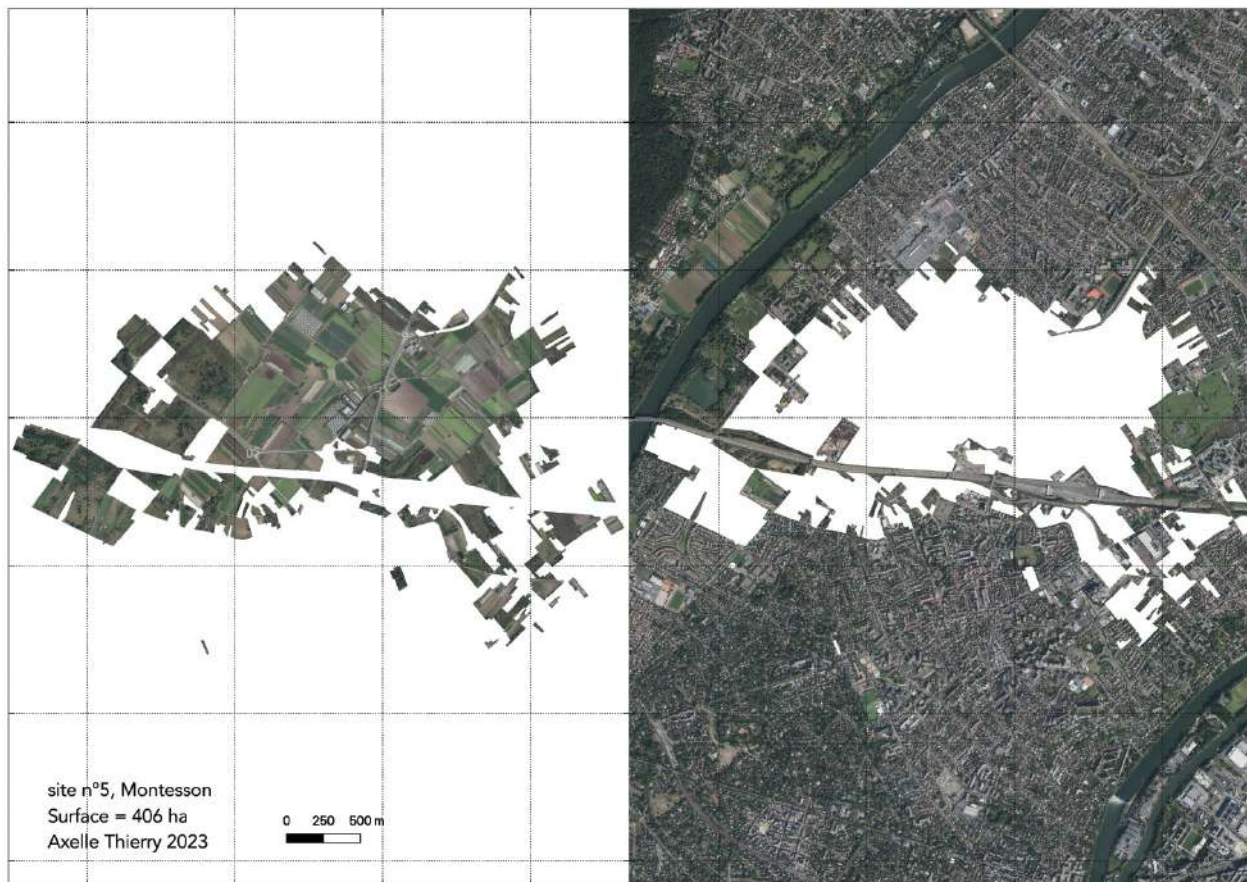 site n°5, Montesson
Surface = 406 ha
Axelle Thierry 2023
0 250 500 m